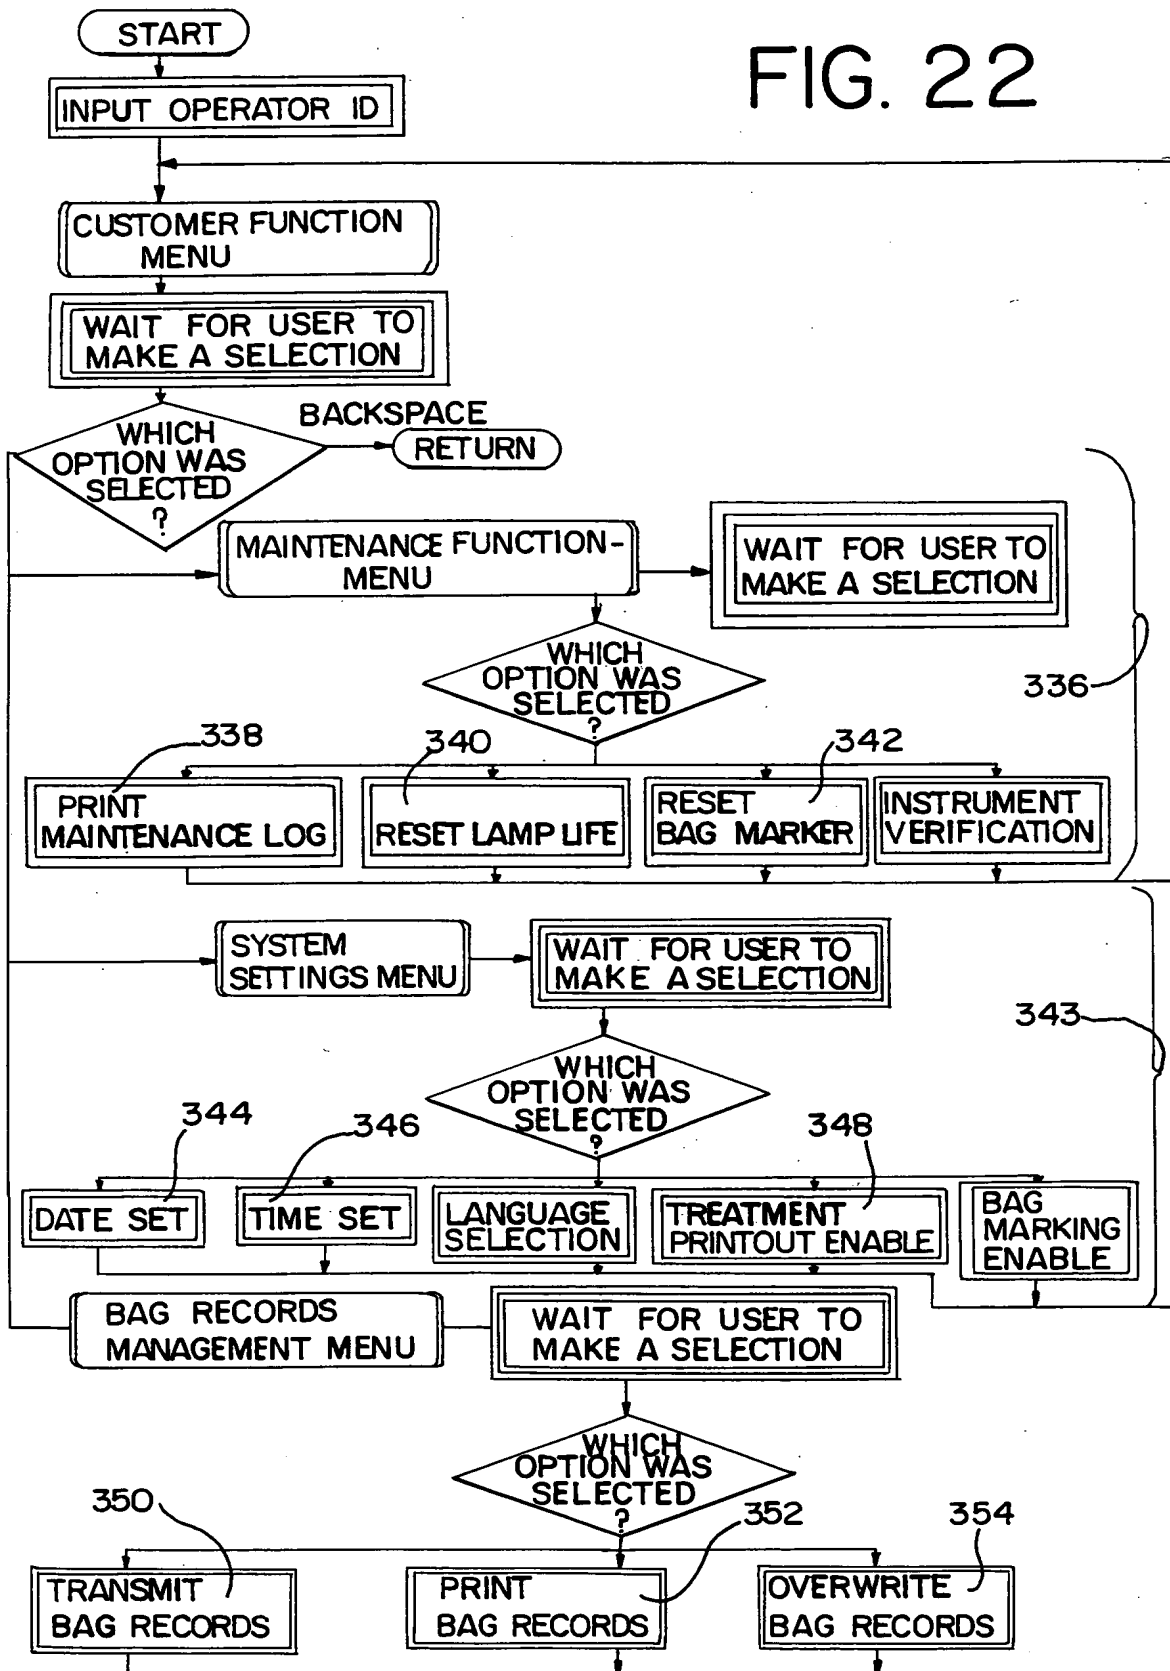 START
FIG. 22
INPUT OPERATOR ID
CUSTOMER FUNCTION
MENU
WAIT FOR USER TO
MAKE A SELECTION
BACKSPACE
WHICH
OPTION WAS
SELECTED
?
RETURN
MAINTENANCE FUNCTION-
MENU
WAIT FOR USER TO
MAKE A SELECTION
WHICH
OPTION WAS
SELECTED
?
336
338
340
342
PRINT
MAINTENANCE LOG
RESET LAMP LIFE
RESET
BAG MARKER
INSTRUMENT
VERIFICATION
SYSTEM
SETTINGS MENU
WAIT FOR USER TO
MAKE A SELECTION
343
WHICH
OPTION WAS
SELECTED
?
344
346
348
DATE SET
TIME SET
LANGUAGE
SELECTION
TREATMENT
PRINTOUT ENABLE
BAG
MARKING
ENABLE
BAG RECORDS
MANAGEMENT MENU
WAIT FOR USER TO
MAKE A SELECTION
WHICH
OPTION WAS
SELECTED
?
350
352
354
TRANSMIT
BAG RECORDS
PRINT
BAG RECORDS
OVERWRITE
BAG RECORDS